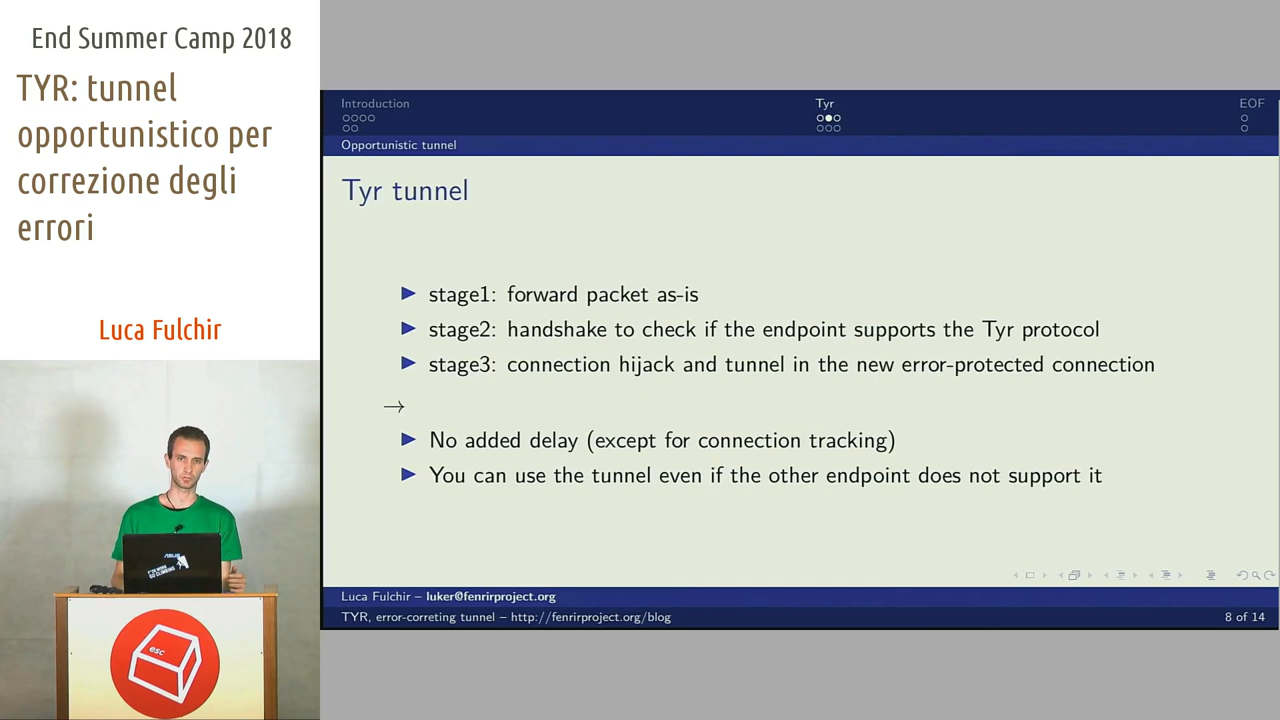 End Summer Camp 2018
TYR: tunnel
opportunistico per
correzione degli
errori
Luca Fulchir
Introduction
Tyr
EOF
Opportunistic tunnel
Tyr tunnel
stage1: forward packet as-is
stage2: handshake to check if the endpoint supports the Tyr protocol
stage3: connection hijack and tunnel in the new error-protected connection
→
No added delay (except for connection tracking)
You can use the tunnel even if the other endpoint does not support it
Luca Fulchir – luker@fenrirproject.org
TYR, error-correting tunnel – http://fenrirproject.org/blog
8 of 14
ASUS
esc